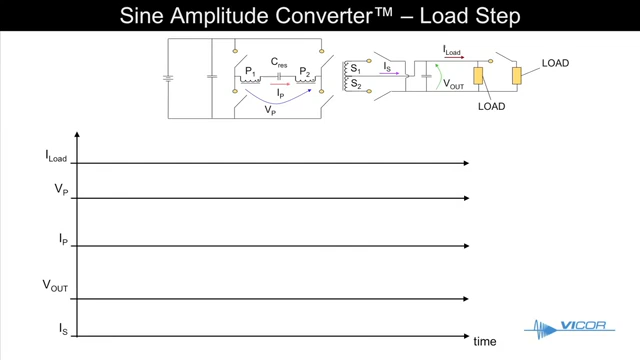 Sine Amplitude Converter™ – Load Step
Cres
P1
P2
IP
VP
S1
S2
IS
ILoad
VOUT
LOAD
LOAD
ILoad
VP
IP
VOUT
IS
time
VICOR